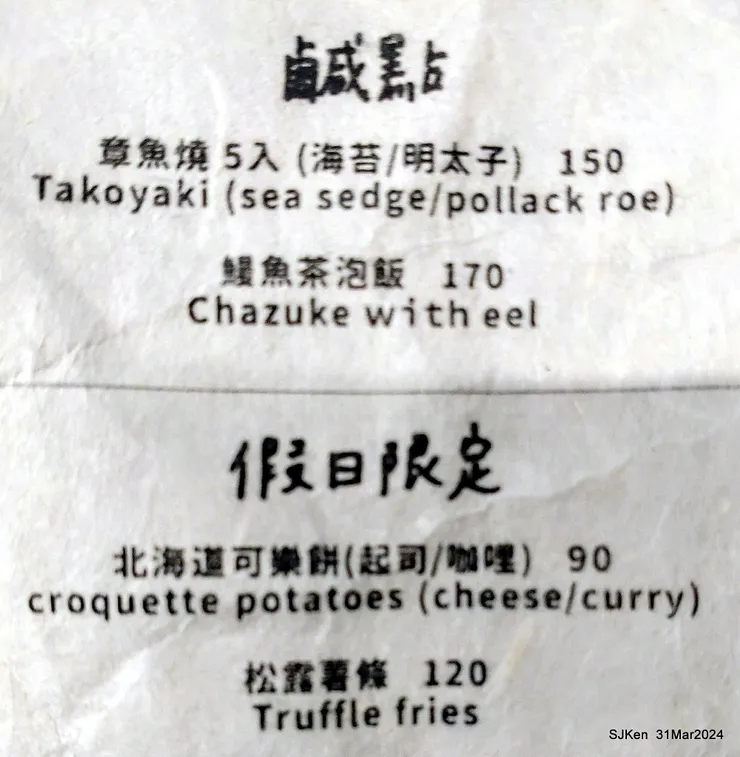 鹹點
章魚燒 5入 (海苔/明太子) 150
Takoyaki (sea sedge/pollack roe)
鰻魚茶泡飯 170
Chazuke with eel
假日限定
北海道可樂餅(起司/咖哩) 90
croquette potatoes (cheese/curry)
松露薯條 120
Truffle fries
SJKen 31Mar2024